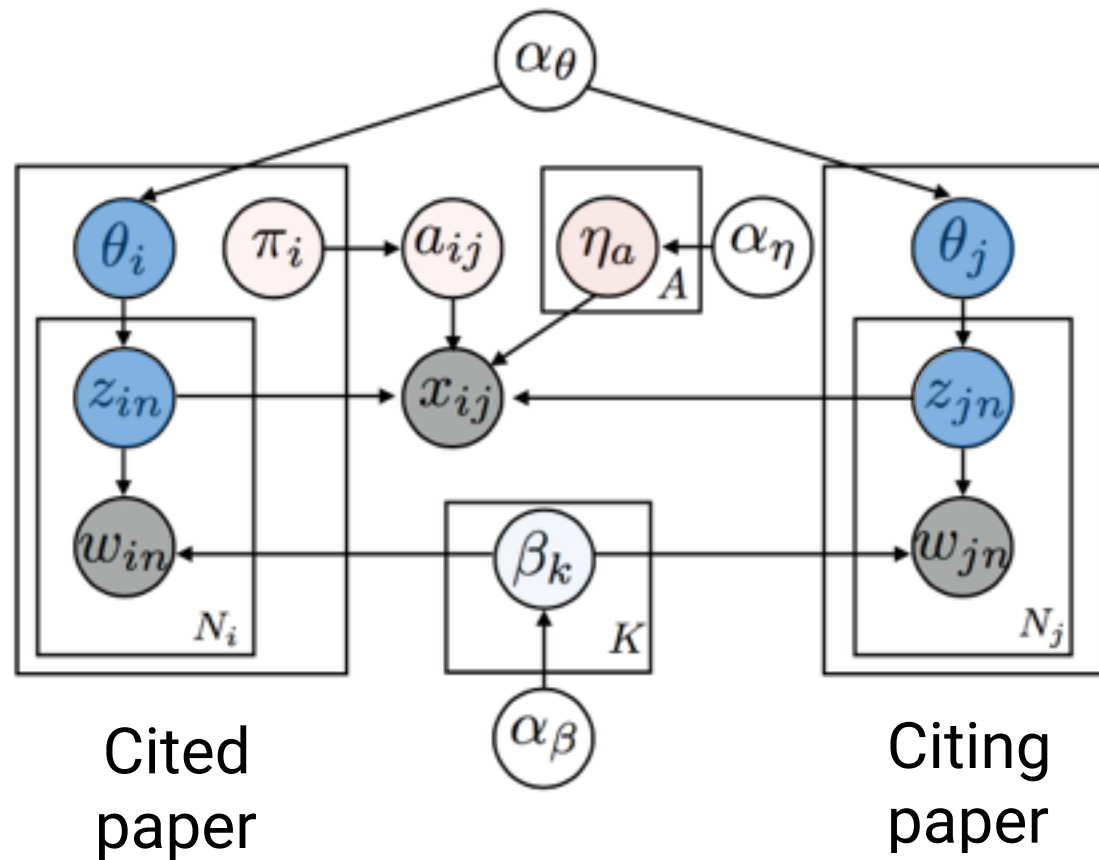 αθ
θi πi aij ηa αη θj
A
zin xij zjn
win βk wjn
Ni K Nj
αβ
Cited Citing
paper paper